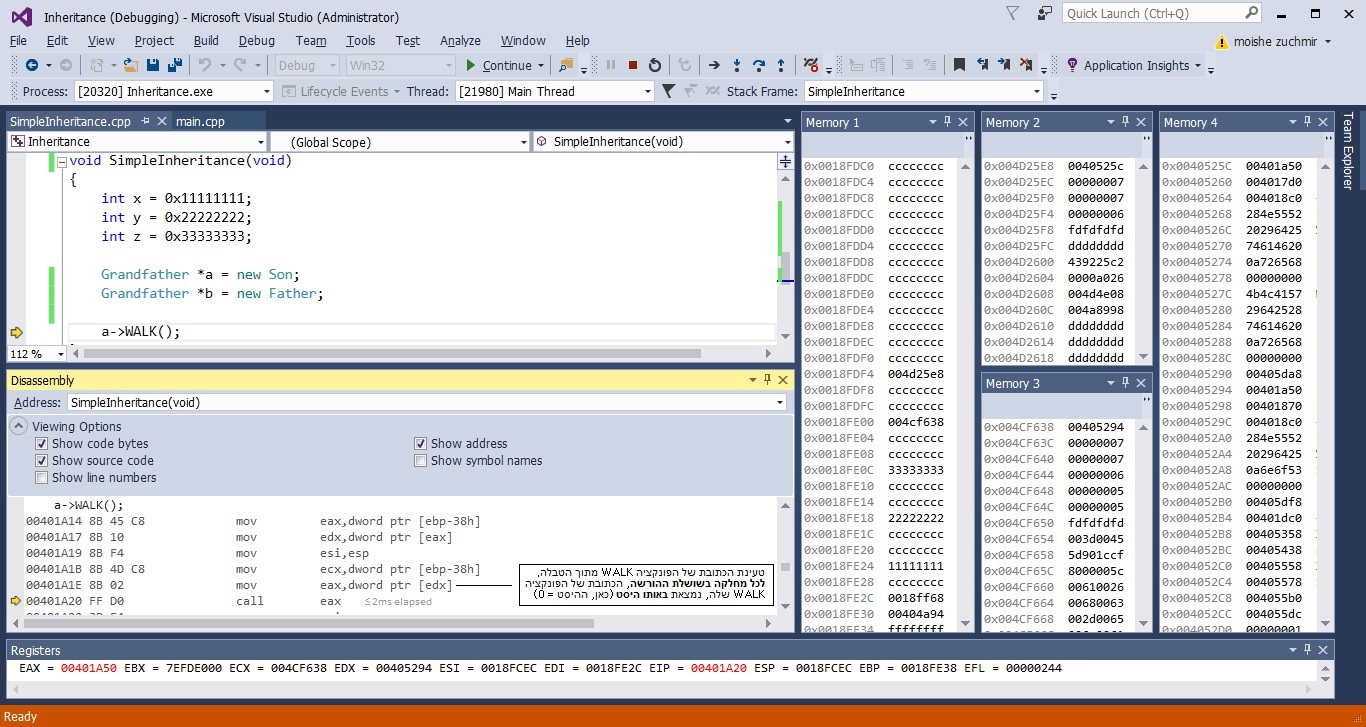 Inheritance (Debugging) - Microsoft Visual Studio (Administrator)
Quick Launch (Ctrl+Q)
File Edit View Project Build Debug Team Tools Test Analyze Window Help
moishe zuchmir
Debug Win32 Continue Application Insights
Process: [20320] Inheritance.exe Lifecycle Events Thread: [21980] Main Thread Stack Frame: SimpleInheritance
SimpleInheritance.cpp main.cpp
Inheritance (Global Scope) SimpleInheritance(void)
void SimpleInheritance(void)
{
int x = 0x11111111;
int y = 0x22222222;
int z = 0x33333333;
Grandfather *a = new Son;
Grandfather *b = new Father;
a->WALK();
112 %
Disassembly
Address: SimpleInheritance(void)
Viewing Options
Show code bytes Show address
Show source code Show symbol names
Show line numbers
a->WALK();
00401A14 8B 45 C8 mov eax,dword ptr [ebp-38h]
00401A17 8B 10 mov edx,dword ptr [eax]
00401A19 8B F4 mov esi,esp
00401A1B 8B 4D C8 mov ecx,dword ptr [ebp-38h]
00401A1E 8B 02 mov eax,dword ptr [edx]
00401A20 FF D0 call eax ≤2ms elapsed
טעינת הכתובת של הפונקציה WALK מתוך הטבלה,
לכל מחלקה בשושלת ההורשה, הכתובת של הפונקציה
WALK שלה, נמצאת באותו היסט (כאן, ההיסט = 0)
Memory 1
0x0018FDC0 cccccccc
0x0018FDC4 cccccccc
0x0018FDC8 cccccccc
0x0018FDCC cccccccc
0x0018FDD0 cccccccc
0x0018FDD4 cccccccc
0x0018FDD8 cccccccc
0x0018FDDC cccccccc
0x0018FDE0 cccccccc
0x0018FDE4 cccccccc
0x0018FDE8 cccccccc
0x0018FDEC cccccccc
0x0018FDF0 cccccccc
0x0018FDF4 004d25e8
0x0018FDF8 cccccccc
0x0018FDFC cccccccc
0x0018FE00 004cf638
0x0018FE04 cccccccc
0x0018FE08 cccccccc
0x0018FE0C 33333333
0x0018FE10 cccccccc
0x0018FE14 cccccccc
0x0018FE18 22222222
0x0018FE1C cccccccc
0x0018FE20 cccccccc
0x0018FE24 11111111
0x0018FE28 cccccccc
0x0018FE2C 0018ff68
0x0018FE30 00404a94
0x0018FE34 ffffffff
Memory 2
0x004D25E8 0040525c
0x004D25EC 00000007
0x004D25F0 00000007
0x004D25F4 00000006
0x004D25F8 fdfdfdfd
0x004D25FC dddddddd
0x004D2600 439225c2
0x004D2604 0000a026
0x004D2608 004d4e08
0x004D260C 004a8998
0x004D2610 dddddddd
0x004D2614 dddddddd
0x004D2618 dddddddd
Memory 3
0x004CF638 00405294
0x004CF63C 00000007
0x004CF640 00000007
0x004CF644 00000006
0x004CF648 00000005
0x004CF64C 00000005
0x004CF650 fdfdfdfd
0x004CF654 003d0045
0x004CF658 5d901ccf
0x004CF65C 8000005c
0x004CF660 00610026
0x004CF664 00680063
0x004CF668 002d0065
Memory 4
0x0040525C 00401a50
0x00405260 004017d0
0x00405264 004018c0
0x00405268 284e5552
0x0040526C 20296425
0x00405270 74614620
0x00405274 0a726568
0x00405278 00000000
0x0040527C 4b4c4157
0x00405280 29642528
0x00405284 74614620
0x00405288 0a726568
0x0040528C 00000000
0x00405290 00405da8
0x00405294 00401a50
0x00405298 00401870
0x0040529C 004018c0
0x004052A0 284e5552
0x004052A4 20296425
0x004052A8 0a6e6f53
0x004052AC 00000000
0x004052B0 00405df8
0x004052B4 00401dc0
0x004052B8 00405358
0x004052BC 00405438
0x004052C0 00405558
0x004052C4 00405578
0x004052C8 004055b0
0x004052CC 004055dc
0x004052D0 00000001
Team Explorer
Registers
EAX = 00401A50 EBX = 7EFDE000 ECX = 004CF638 EDX = 00405294 ESI = 0018FCEC EDI = 0018FE2C EIP = 00401A20 ESP = 0018FCEC EBP = 0018FE38 EFL = 00000244
Ready